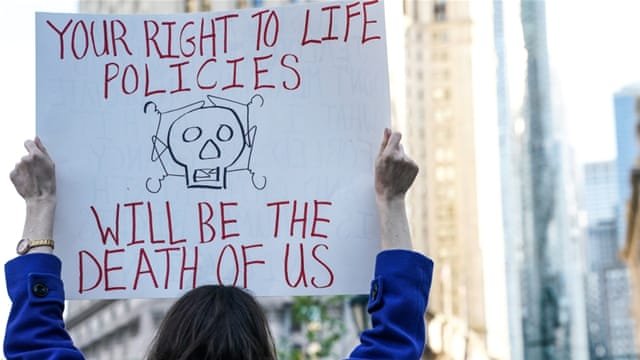 YOUR RIGHT TO LIFE
POLICIES
WILL BE THE
DEATH OF US